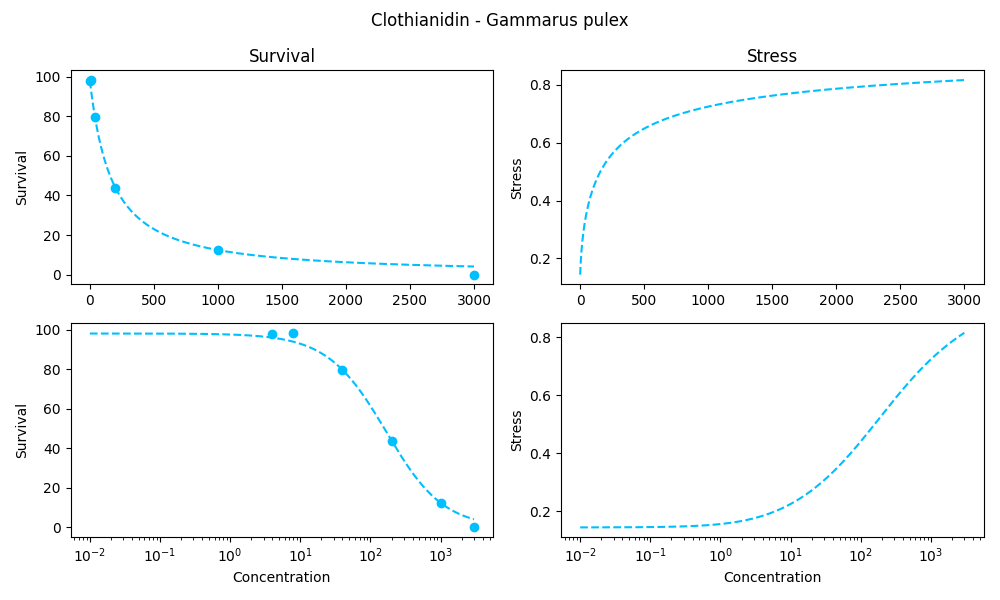 Clothianidin - Gammarus pulex
Survival
Stress
Survival
100
80
60
40
20
0
0 500 1000 1500 2000 2500 3000
Stress
0.8
0.6
0.4
0.2
0 500 1000 1500 2000 2500 3000
Survival
100
80
60
40
20
0
10⁻² 10⁻¹ 10⁰ 10¹ 10² 10³
Concentration
Stress
0.8
0.6
0.4
0.2
10⁻² 10⁻¹ 10⁰ 10¹ 10² 10³
Concentration